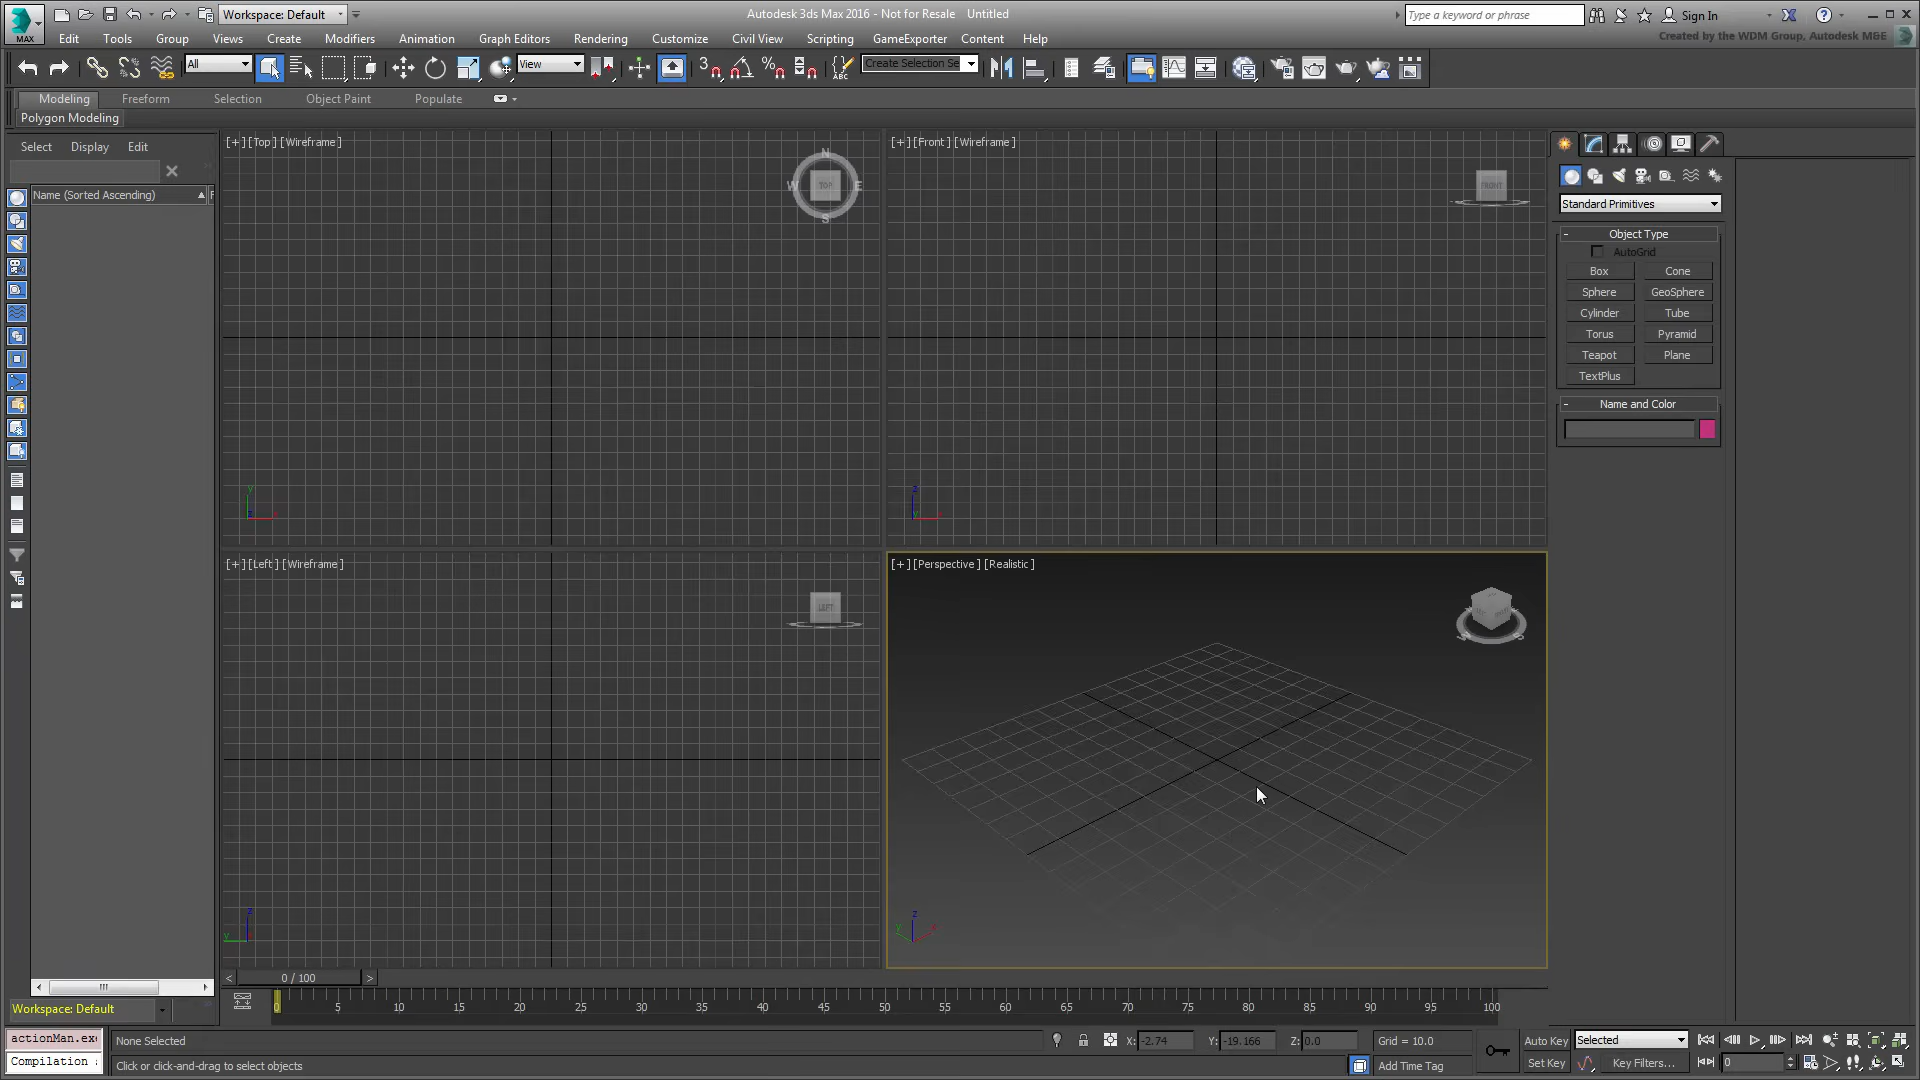 MAX
Workspace: Default
Autodesk 3ds Max 2016 - Not for Resale    Untitled
Type a keyword or phrase
Sign In
Edit Tools Group Views Create Modifiers Animation Graph Editors Rendering Customize Civil View Scripting GameExporter Content Help
Created by the WDM Group, Autodesk M&E
All
View
3
%
ABC
Create Selection Se
Modeling Freeform Selection Object Paint Populate
Polygon Modeling
Select Display Edit
Name (Sorted Ascending)
F
[+] [Top] [Wireframe]
N
W TOP E
S
y
z
x
[+] [Front] [Wireframe]
FRONT
z
y
x
[+] [Left] [Wireframe]
LEFT
z
y
[+] [Perspective] [Realistic]
z
y
x
Standard Primitives
- Object Type
AutoGrid
Box Cone
Sphere GeoSphere
Cylinder Tube
Torus Pyramid
Teapot Plane
TextPlus
- Name and Color
< 0 / 100 >
0 5 10 15 20 25 30 35 40 45 50 55 60 65 70 75 80 85 90 95 100
Workspace: Default
actionMan.exe
Compilation :
None Selected
Click or click-and-drag to select objects
X: -2.74 Y: -19.166 Z: 0.0
Grid = 10.0
Add Time Tag
Auto Key Selected
Set Key Key Filters...
0